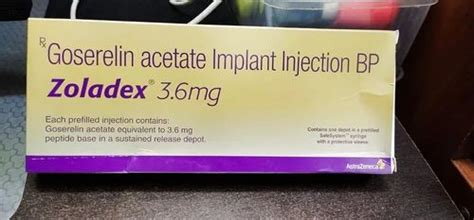 Rx Goserelin acetate Implant Injection BP
Zoladex® 3.6mg
Each prefilled injection contains:
Goserelin acetate equivalent to 3.6 mg
peptide base in a sustained release depot.
Contains one depot in a prefilled
SafeSystem™ syringe
with a protective sleeve
AstraZeneca